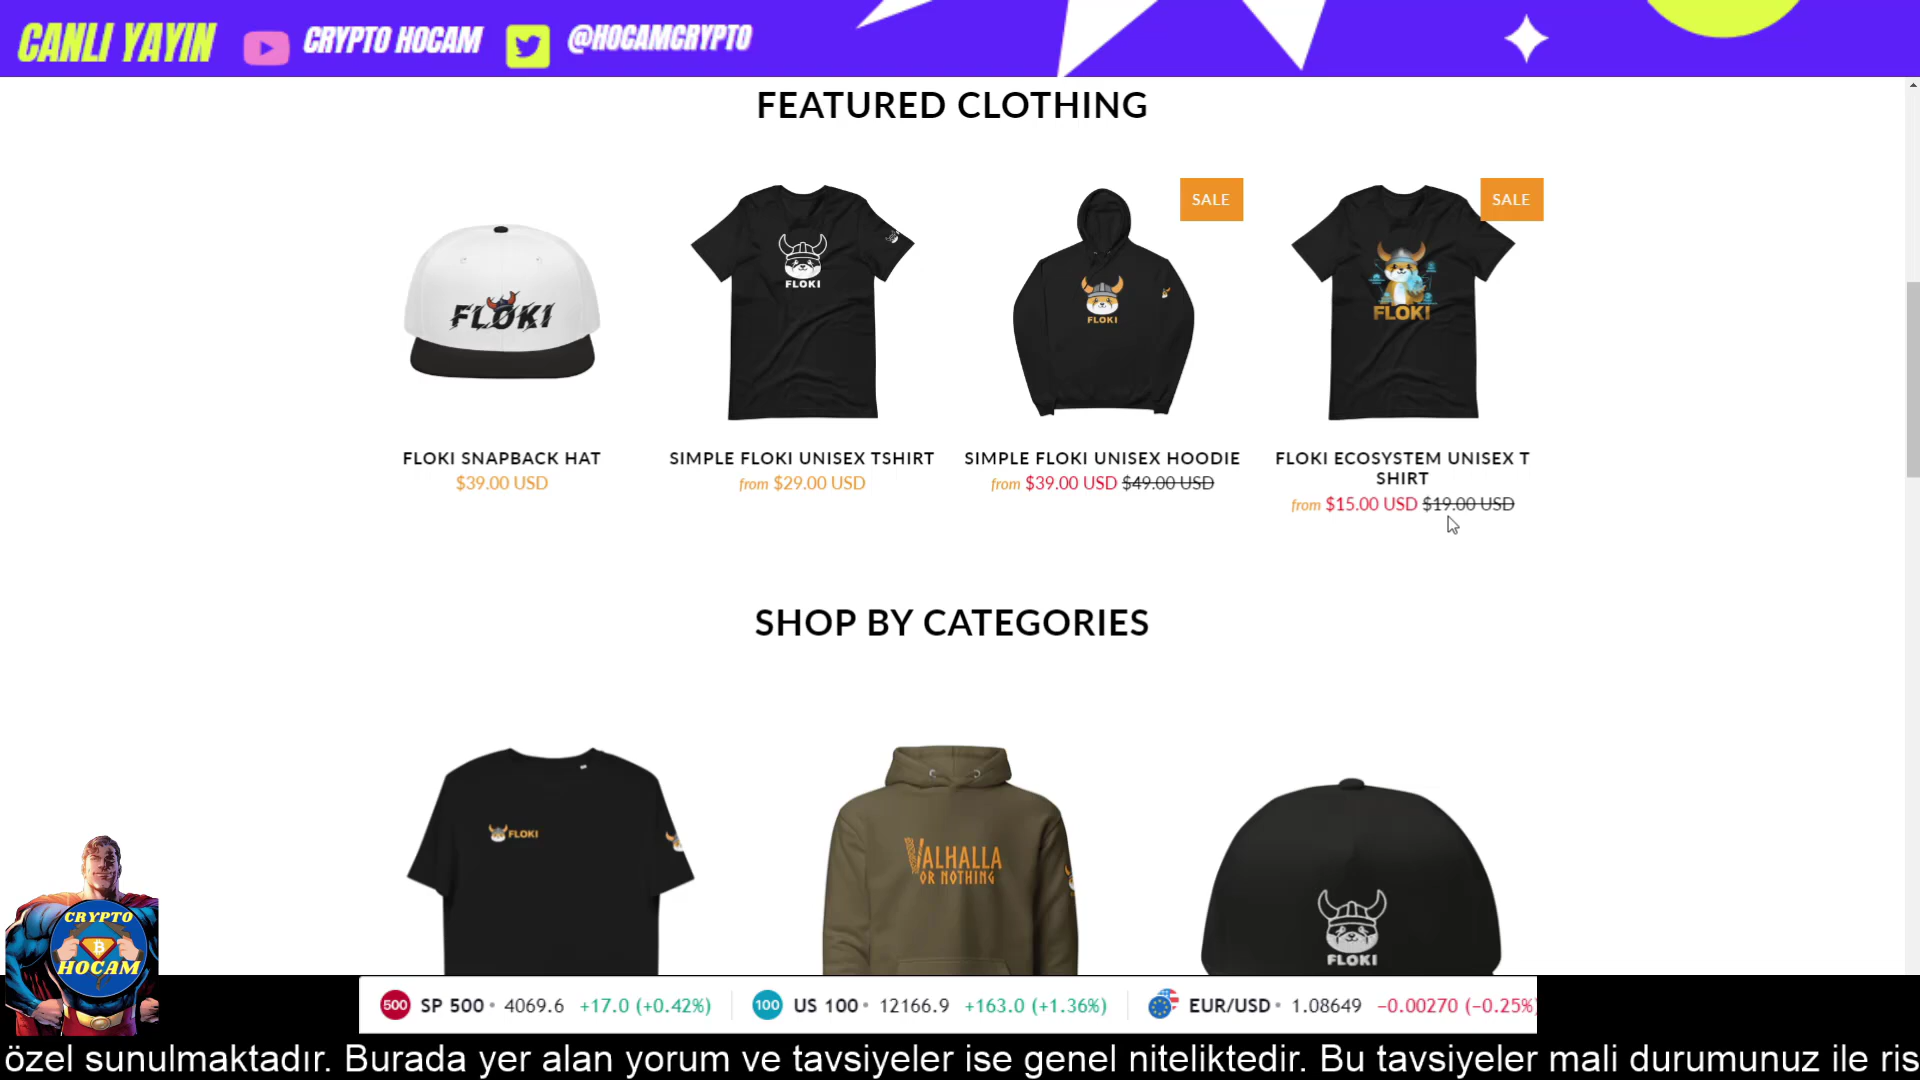 CANLI YAYIN CRYPTO HOCAM @HOCAMCRYPTO
FEATURED CLOTHING
SALE
SALE
FLOKI
FLOKI
FLOKI
FLOKI
FLOKI SNAPBACK HAT
$39.00 USD
SIMPLE FLOKI UNISEX TSHIRT
from $29.00 USD
SIMPLE FLOKI UNISEX HOODIE
from $39.00 USD $49.00 USD
FLOKI ECOSYSTEM UNISEX T
SHIRT
from $15.00 USD $19.00 USD
SHOP BY CATEGORIES
FLOKI
VALHALLA
OR NOTHING
FLOKI
CRYPTO
HOCAM
500 SP 500 4069.6 +17.0 (+0.42%) 100 US 100 12166.9 +163.0 (+1.36%) EUR/USD 1.08649 −0.00270 (−0.25%)
özel sunulmaktadır. Burada yer alan yorum ve tavsiyeler ise genel niteliktedir. Bu tavsiyeler mali durumunuz ile ris